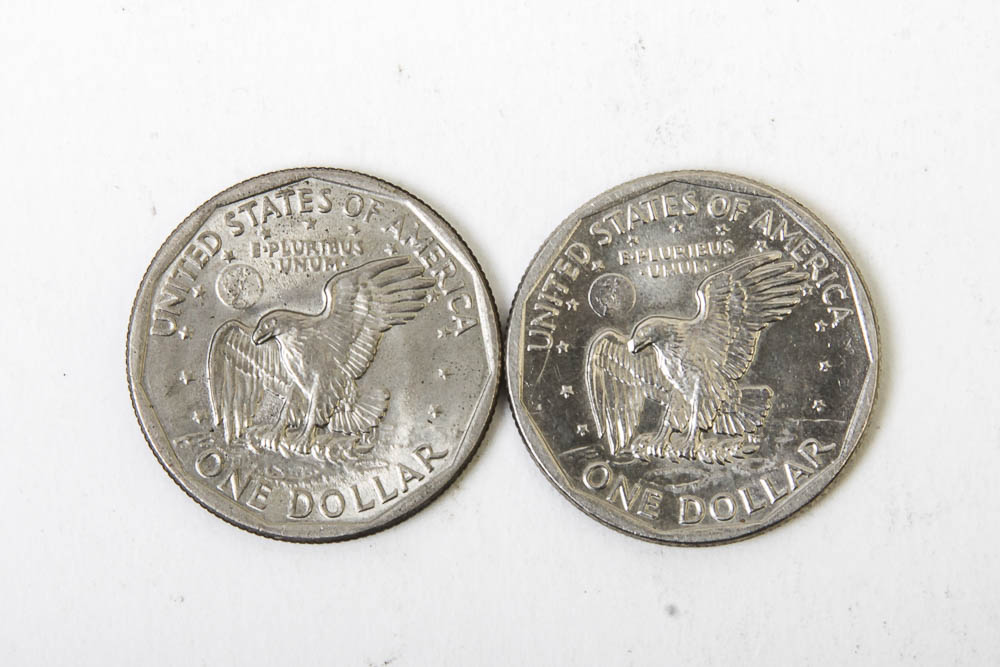 UNITED STATES OF AMERICA
E·PLURIBUS
·UNUM·
ONE DOLLAR
UNITED STATES OF AMERICA
E·PLURIBUS
·UNUM·
ONE DOLLAR